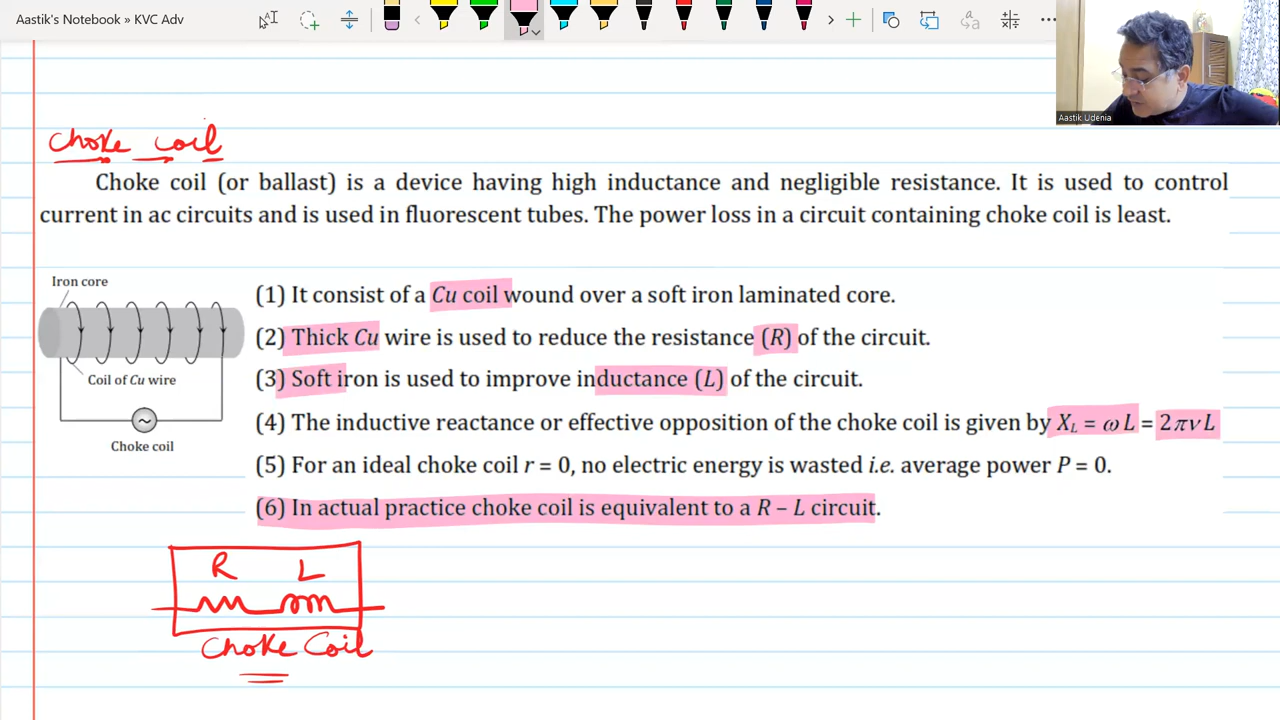 Aastik's Notebook » KVC Adv
Aastik Udenia
Choke coil
Choke coil (or ballast) is a device having high inductance and negligible resistance. It is used to control
current in ac circuits and is used in fluorescent tubes. The power loss in a circuit containing choke coil is least.
Iron core
Coil of Cu wire
Choke coil
(1) It consist of a Cu coil wound over a soft iron laminated core.
(2) Thick Cu wire is used to reduce the resistance (R) of the circuit.
(3) Soft iron is used to improve inductance (L) of the circuit.
(4) The inductive reactance or effective opposition of the choke coil is given by X_L = ω L = 2πν L
(5) For an ideal choke coil r = 0, no electric energy is wasted i.e. average power P = 0.
(6) In actual practice choke coil is equivalent to a R – L circuit.
R L
Choke Coil